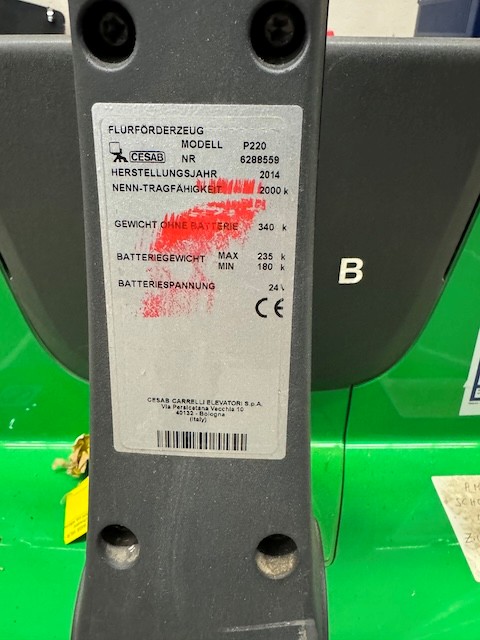 FLURFÖRDERZEUG
MODELL P220
CESAB NR 6288559
HERSTELLUNGSJAHR 2014
NENN-TRAGFÄHIGKEIT 2000 k
GEWICHT OHNE BATTERIE 340 k
BATTERIEGEWICHT MAX 235 k
MIN 180 k
BATTERIESPANNUNG 24V
CE
CESAB CARRELLI ELEVATORI S.p.A.
Via Persicetana Vecchia 10
40132 - Bologna
(Italy)
B